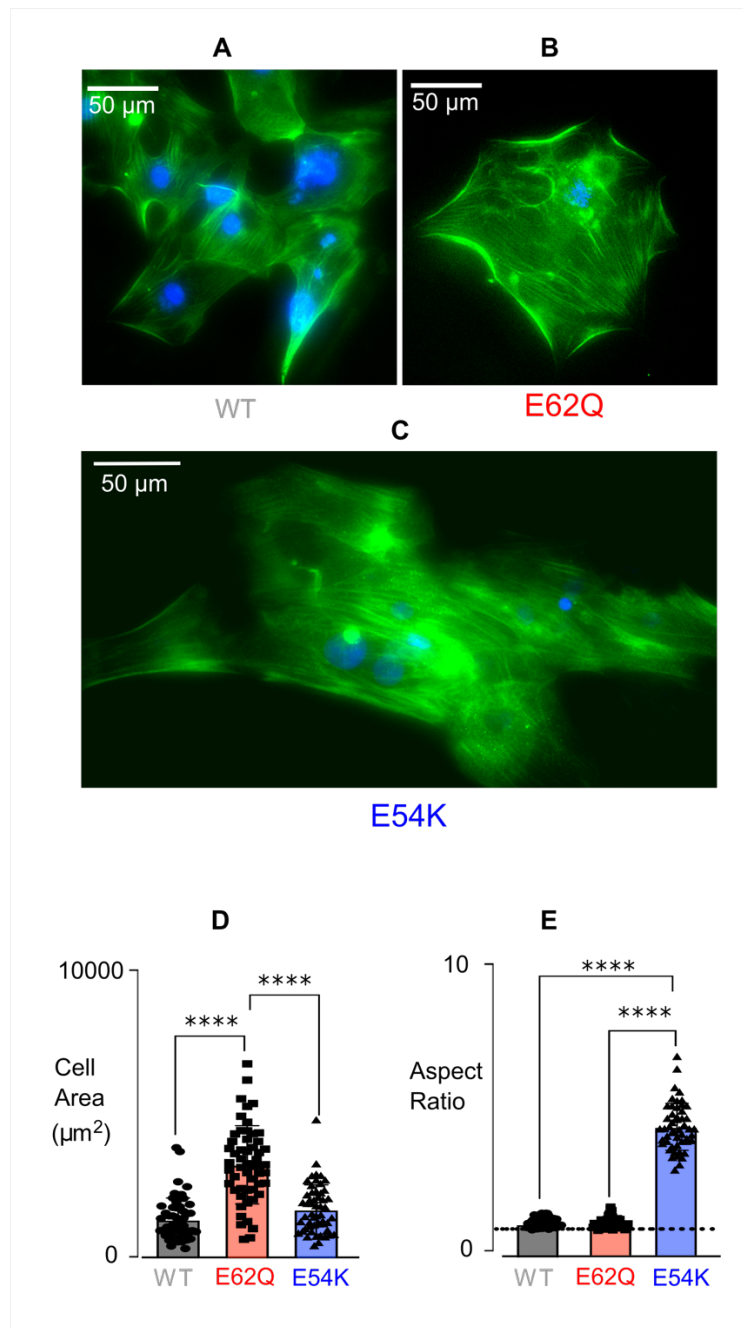 A
B
50 µm
50 µm
WT
E62Q
C
50 µm
E54K
D
E
10000
10
****
****
****
****
Cell
Area
(µm²)
Aspect
Ratio
0
0
WT
E62Q
E54K
WT
E62Q
E54K